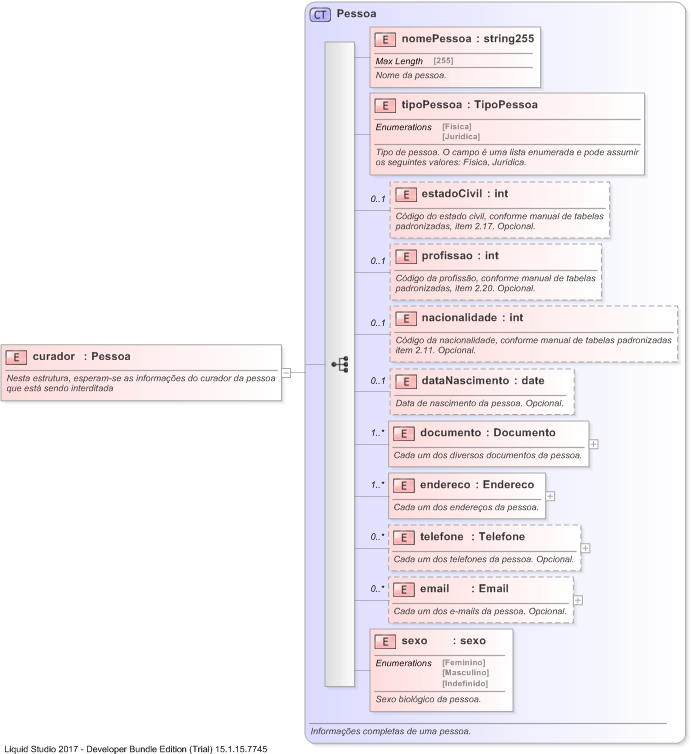 CT Pessoa
E nomePessoa : string255
Max Length [255]
Nome da pessoa.
E tipoPessoa : TipoPessoa
Enumerations [Fisica]
[Juridica]
Tipo de pessoa. O campo é uma lista enumerada e pode assumir
os seguintes valores: Fisica, Juridica.
0..1
E estadoCivil : int
Código do estado civil, conforme manual de tabelas
padronizadas, item 2.17. Opcional.
0..1
E profissao : int
Código da profissão, conforme manual de tabelas
padronizadas, item 2.20. Opcional.
0..1
E nacionalidade : int
Código da nacionalidade, conforme manual de tabelas padronizadas
item 2.11. Opcional.
E curador : Pessoa
Nesta estrutura, esperam-se as informações do curador da pessoa
que está sendo interditada
0..1
E dataNascimento : date
Data de nascimento da pessoa. Opcional.
1..*
E documento : Documento
Cada um dos diversos documentos da pessoa.
1..*
E endereco : Endereco
Cada um dos endereços da pessoa.
0..*
E telefone : Telefone
Cada um dos telefones da pessoa. Opcional.
0..*
E email : Email
Cada um dos e-mails da pessoa. Opcional.
E sexo : sexo
Enumerations [Feminino]
[Masculino]
[Indefinido]
Sexo biológico da pessoa.
Informações completas de uma pessoa.
Liquid Studio 2017 - Developer Bundle Edition (Trial) 15.1.15.7745